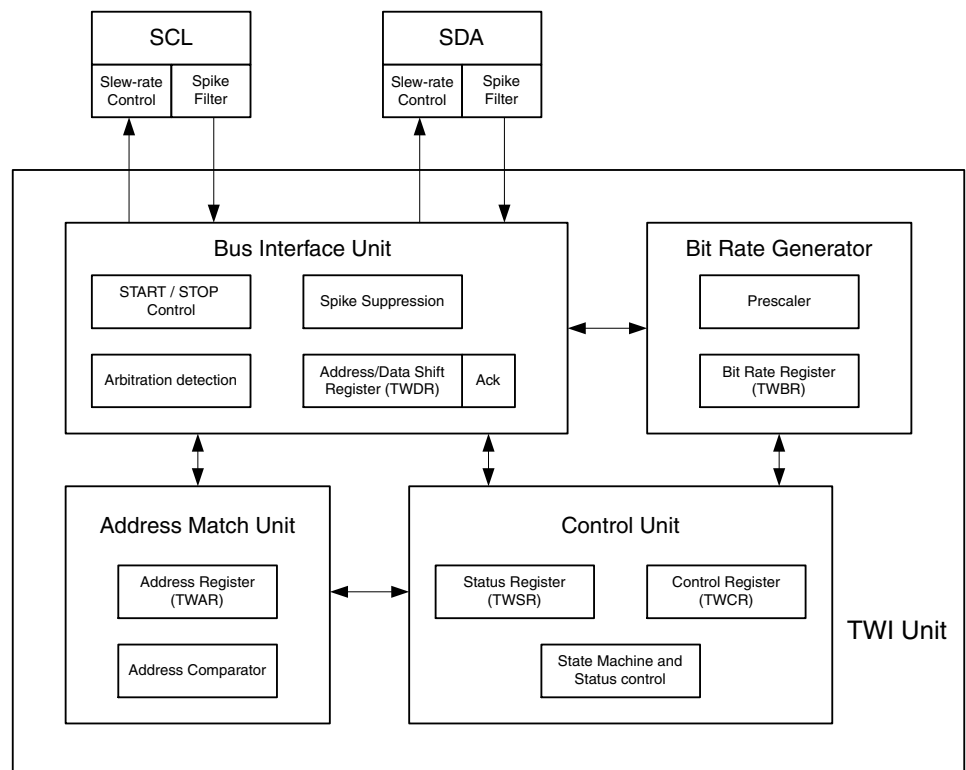 SCL
SDA
Slew-rate
Control
Spike
Filter
Slew-rate
Control
Spike
Filter
Bus Interface Unit
Bit Rate Generator
START / STOP
Control
Spike Suppression
Prescaler
Arbitration detection
Address/Data Shift
Register (TWDR)
Ack
Bit Rate Register
(TWBR)
Address Match Unit
Control Unit
Address Register
(TWAR)
Status Register
(TWSR)
Control Register
(TWCR)
TWI Unit
Address Comparator
State Machine and
Status control